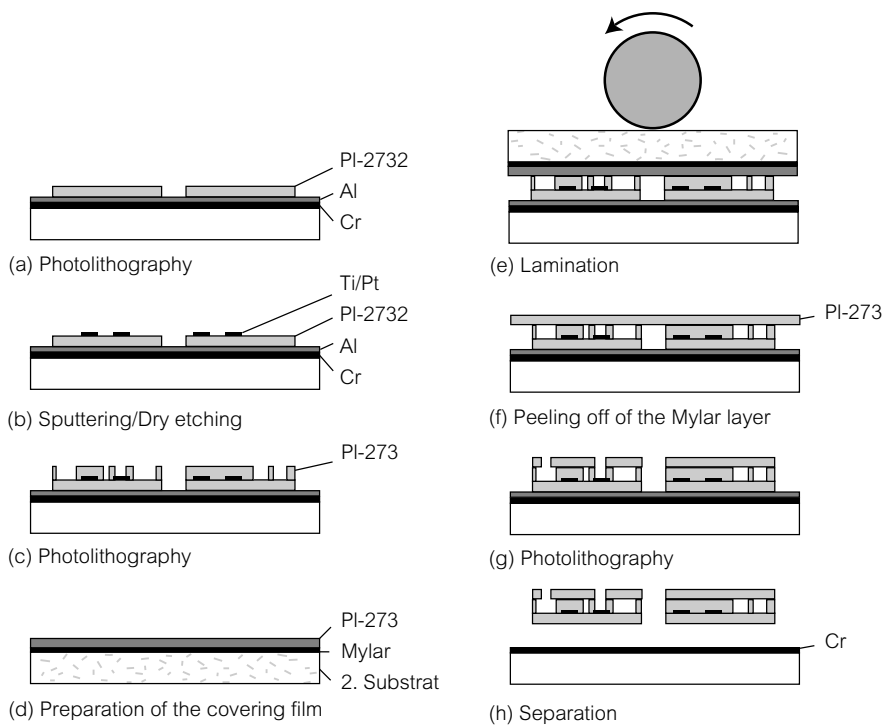 PI-2732
Al
Cr
(a) Photolithography
Ti/Pt
PI-2732
Al
Cr
(b) Sputtering/Dry etching
PI-273
(c) Photolithography
PI-273
Mylar
2. Substrat
(d) Preparation of the covering film
(e) Lamination
PI-273
(f) Peeling off of the Mylar layer
(g) Photolithography
Cr
(h) Separation